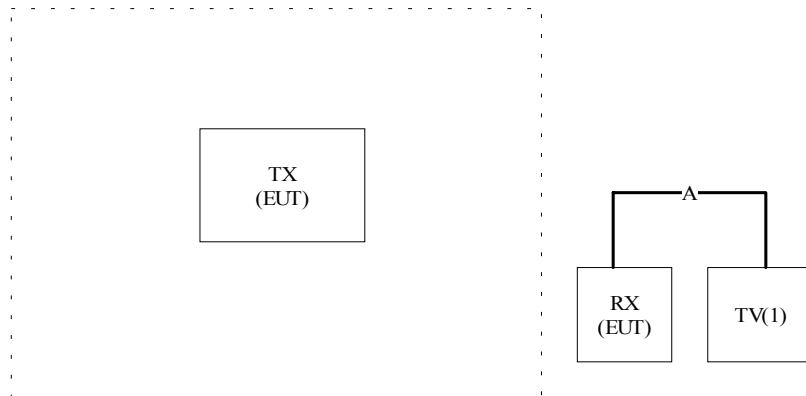 TX
(EUT)
A
RX
(EUT)
TV(1)